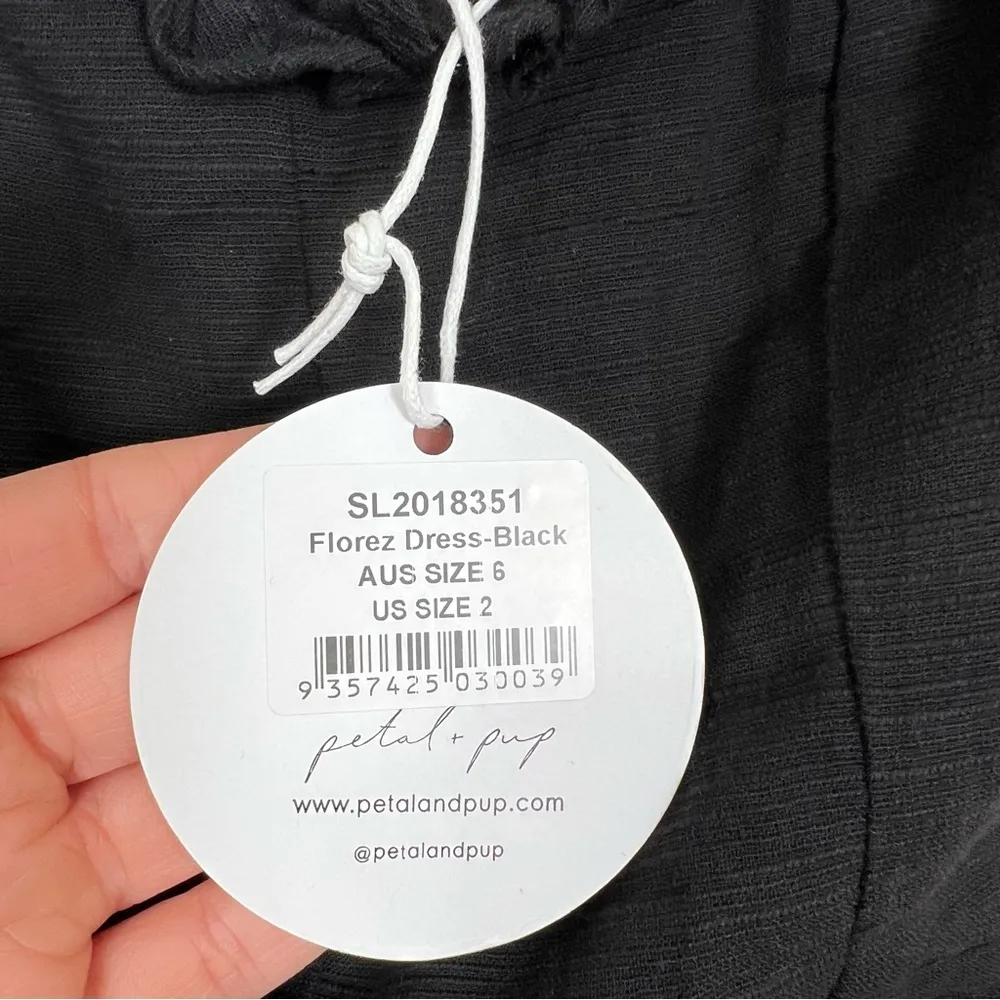 SL2018351
Florez Dress-Black
AUS SIZE 6
US SIZE 2
9 357425 030039
petal + pup
www.petalandpup.com
@petalandpup